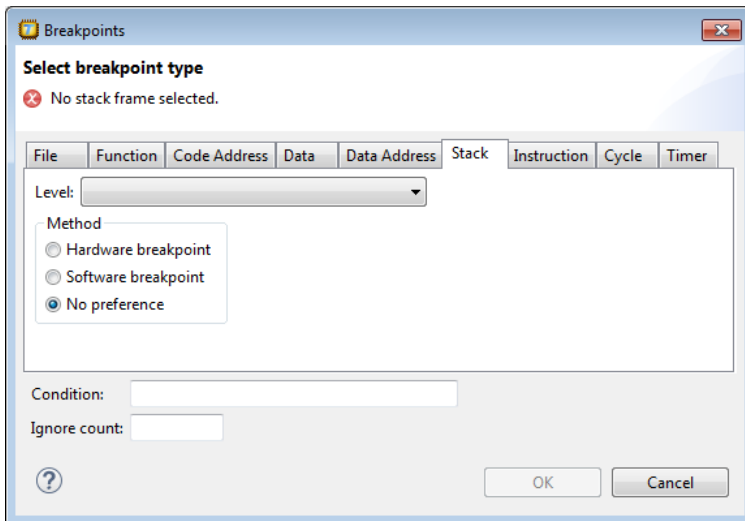 Breakpoints
Select breakpoint type
No stack frame selected.
File Function Code Address Data Data Address Stack Instruction Cycle Timer
Level:
Method
Hardware breakpoint
Software breakpoint
No preference
Condition:
Ignore count:
? OK Cancel